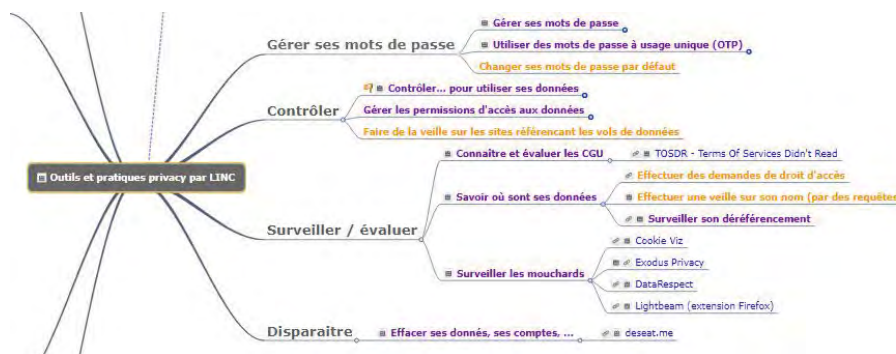 Outils et pratiques privacy par LINC
Gérer ses mots de passe
Gérer ses mots de passe
Utiliser des mots de passe à usage unique (OTP)
Changer ses mots de passe par défaut
Contrôler
Contrôler... pour utiliser ses données
Gérer les permissions d'accès aux données
Faire de la veille sur les sites référençant les vols de données
Surveiller / évaluer
Connaître et évaluer les CGU
TOSDR - Terms Of Services Didn't Read
Savoir où sont ses données
Effectuer des demandes de droit d'accès
Effectuer une veille sur son nom (par des requêtes
Surveiller son déréférencement
Surveiller les mouchards
Cookie Viz
Exodus Privacy
DataRespect
Lightbeam (extension Firefox)
Disparaitre
Effacer ses donnés, ses comptes, ...
deseat.me